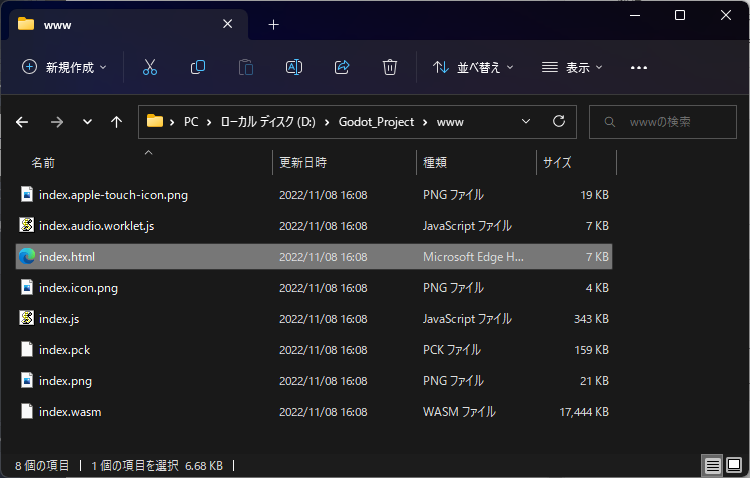 www
新規作成
並べ替え
表示
PC ローカル ディスク (D:) Godot_Project www
wwwの検索
名前 更新日時 種類 サイズ
index.apple-touch-icon.png 2022/11/08 16:08 PNG ファイル 19 KB
index.audio.worklet.js 2022/11/08 16:08 JavaScript ファイル 7 KB
index.html 2022/11/08 16:08 Microsoft Edge H... 7 KB
index.icon.png 2022/11/08 16:08 PNG ファイル 4 KB
index.js 2022/11/08 16:08 JavaScript ファイル 343 KB
index.pck 2022/11/08 16:08 PCK ファイル 159 KB
index.png 2022/11/08 16:08 PNG ファイル 21 KB
index.wasm 2022/11/08 16:08 WASM ファイル 17,444 KB
8 個の項目 1 個の項目を選択 6.68 KB